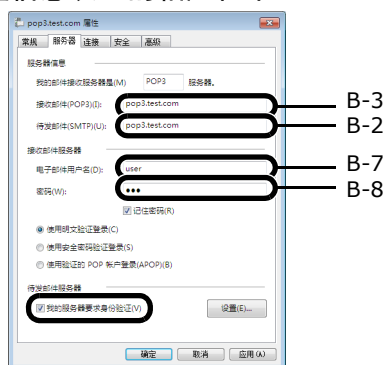 pop3.test.com 属性
常规 服务器 连接 安全 高级
服务器信息
我的邮件接收服务器是(M) POP3 服务器。
接收邮件(POP3)(I): pop3.test.com B-3
待发邮件(SMTP)(U): pop3.test.com B-2
接收邮件服务器
电子邮件用户名(D): user B-7
密码(W): ●●● B-8
记住密码(R)
使用明文验证登录(C)
使用安全密码验证登录(S)
使用验证的 POP 帐户登录(APOP)(B)
待发邮件服务器
我的服务器要求身份验证(V) 设置(E)...
确定 取消 应用(A)